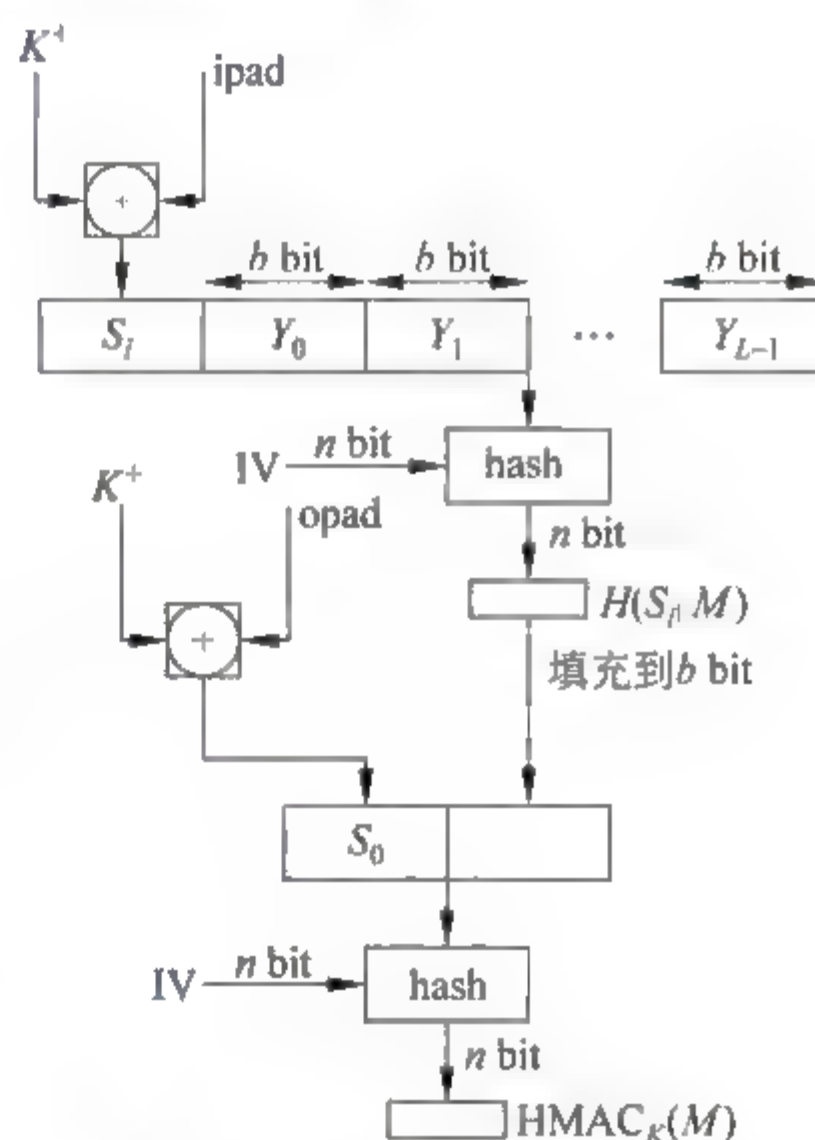 K⁺
ipad
+
b bit
b bit
b bit
Sᵢ
Y₀
Y₁
…
Y_{L−1}
IV
n bit
hash
K⁺
opad
n bit
H(Sᵢ∥M)
+
填充到b bit
S₀
IV
n bit
hash
n bit
HMAC_K(M)